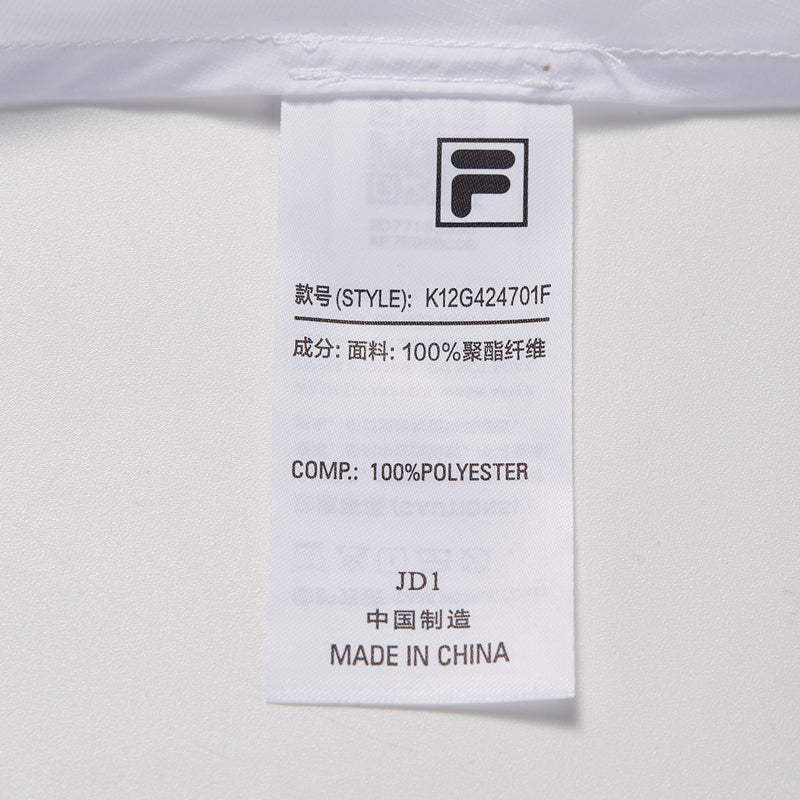 F
款号(STYLE): K12G424701F
成分: 面料: 100%聚酯纤维
COMP.: 100%POLYESTER
JD1
中国制造
MADE IN CHINA